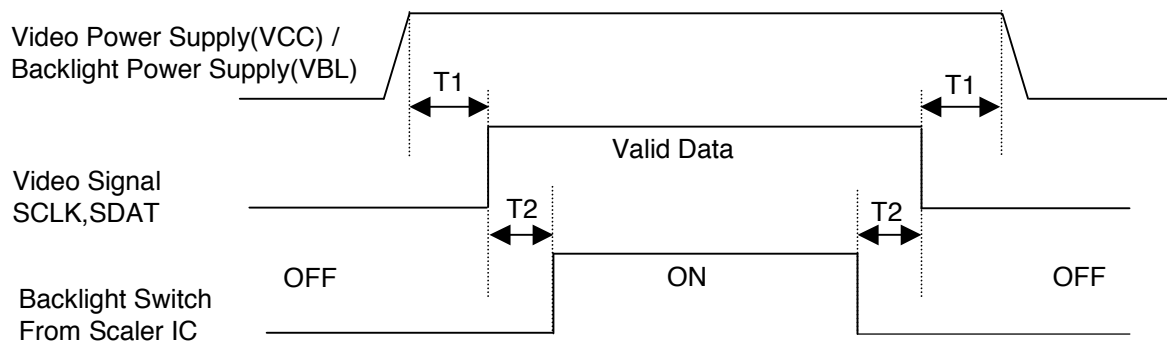 Video Power Supply(VCC) /
Backlight Power Supply(VBL)
T1
T1
Valid Data
Video Signal
SCLK,SDAT
T2
T2
OFF
ON
OFF
Backlight Switch
From Scaler IC